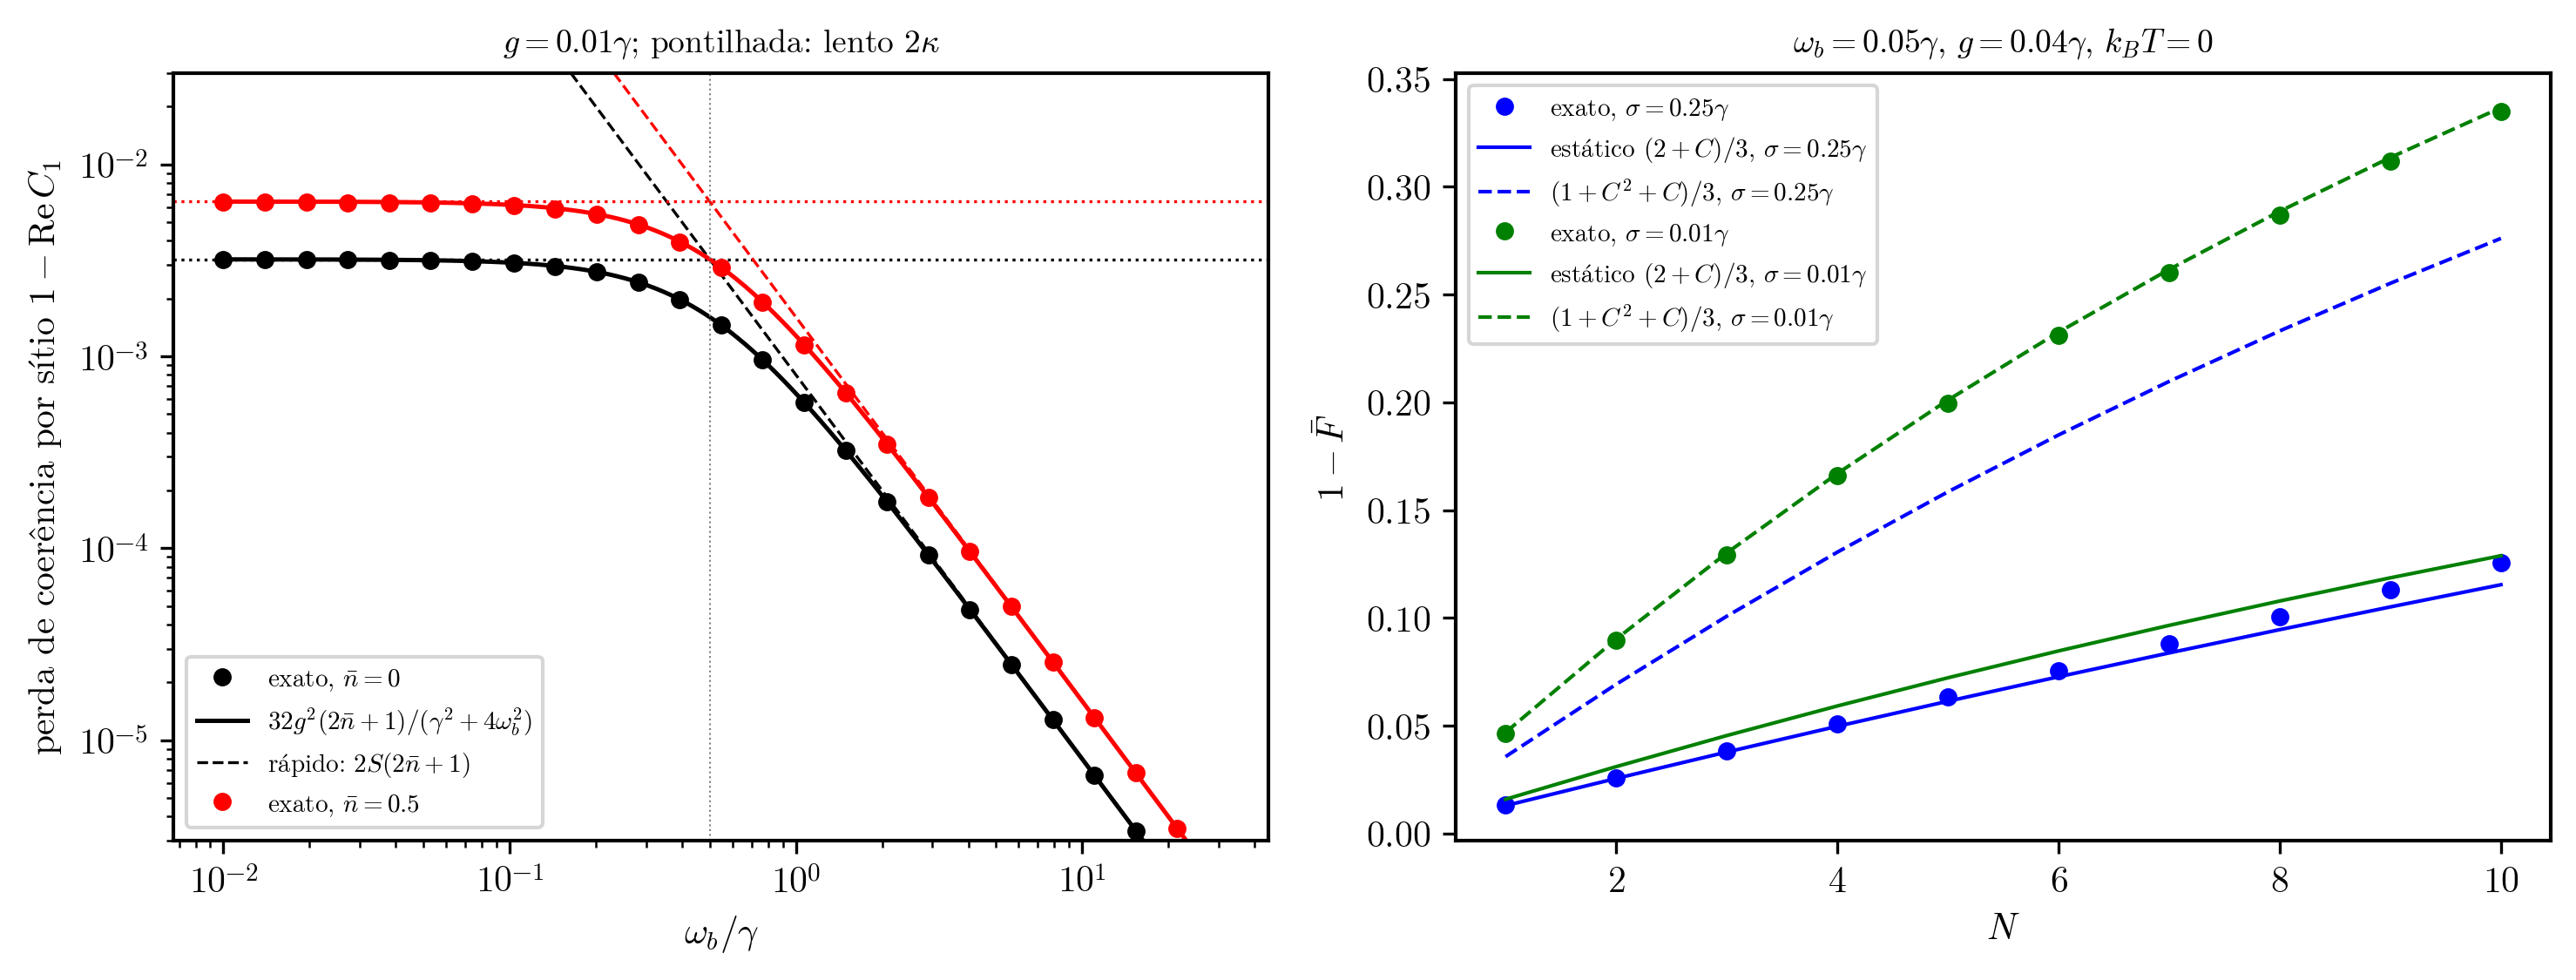 g = 0.01γ; pontilhada: lento 2κ
perda de coerência por sítio 1 − Re C₁
10⁻²
10⁻³
10⁻⁴
10⁻⁵
exato, n̄ = 0
32g²(2n̄ + 1)/(γ² + 4ω_b²)
rápido: 2S(2n̄ + 1)
exato, n̄ = 0.5
10⁻² 10⁻¹ 10⁰ 10¹
ω_b/γ
ω_b = 0.05γ, g = 0.04γ, k_BT = 0
1 − F̄
0.35
0.30
0.25
0.20
0.15
0.10
0.05
0.00
exato, σ = 0.25γ
estático (2 + C)/3, σ = 0.25γ
(1 + C² + C)/3, σ = 0.25γ
exato, σ = 0.01γ
estático (2 + C)/3, σ = 0.01γ
(1 + C² + C)/3, σ = 0.01γ
2 4 6 8 10
N